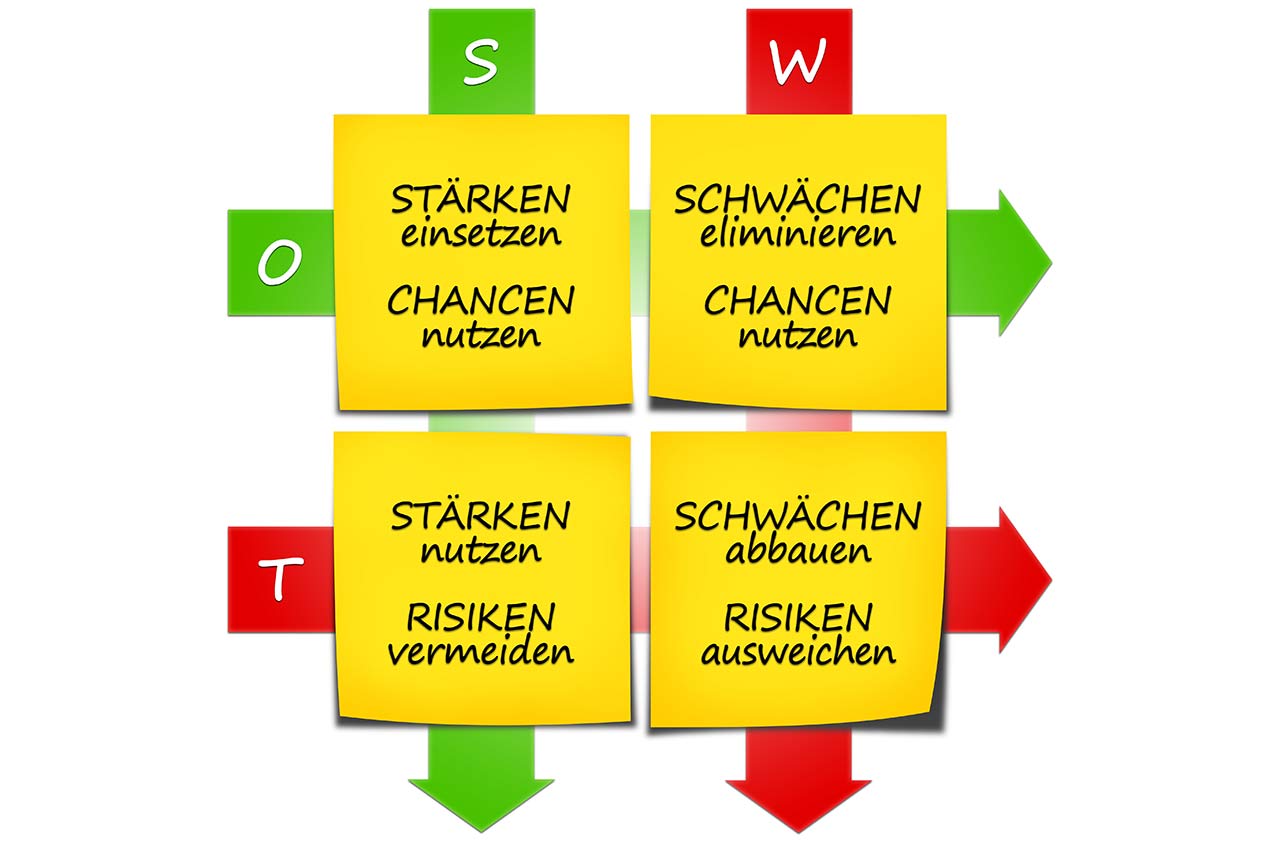 S
W
O
STÄRKEN
einsetzen
CHANCEN
nutzen
SCHWÄCHEN
eliminieren
CHANCEN
nutzen
T
STÄRKEN
nutzen
RISIKEN
vermeiden
SCHWÄCHEN
abbauen
RISIKEN
ausweichen